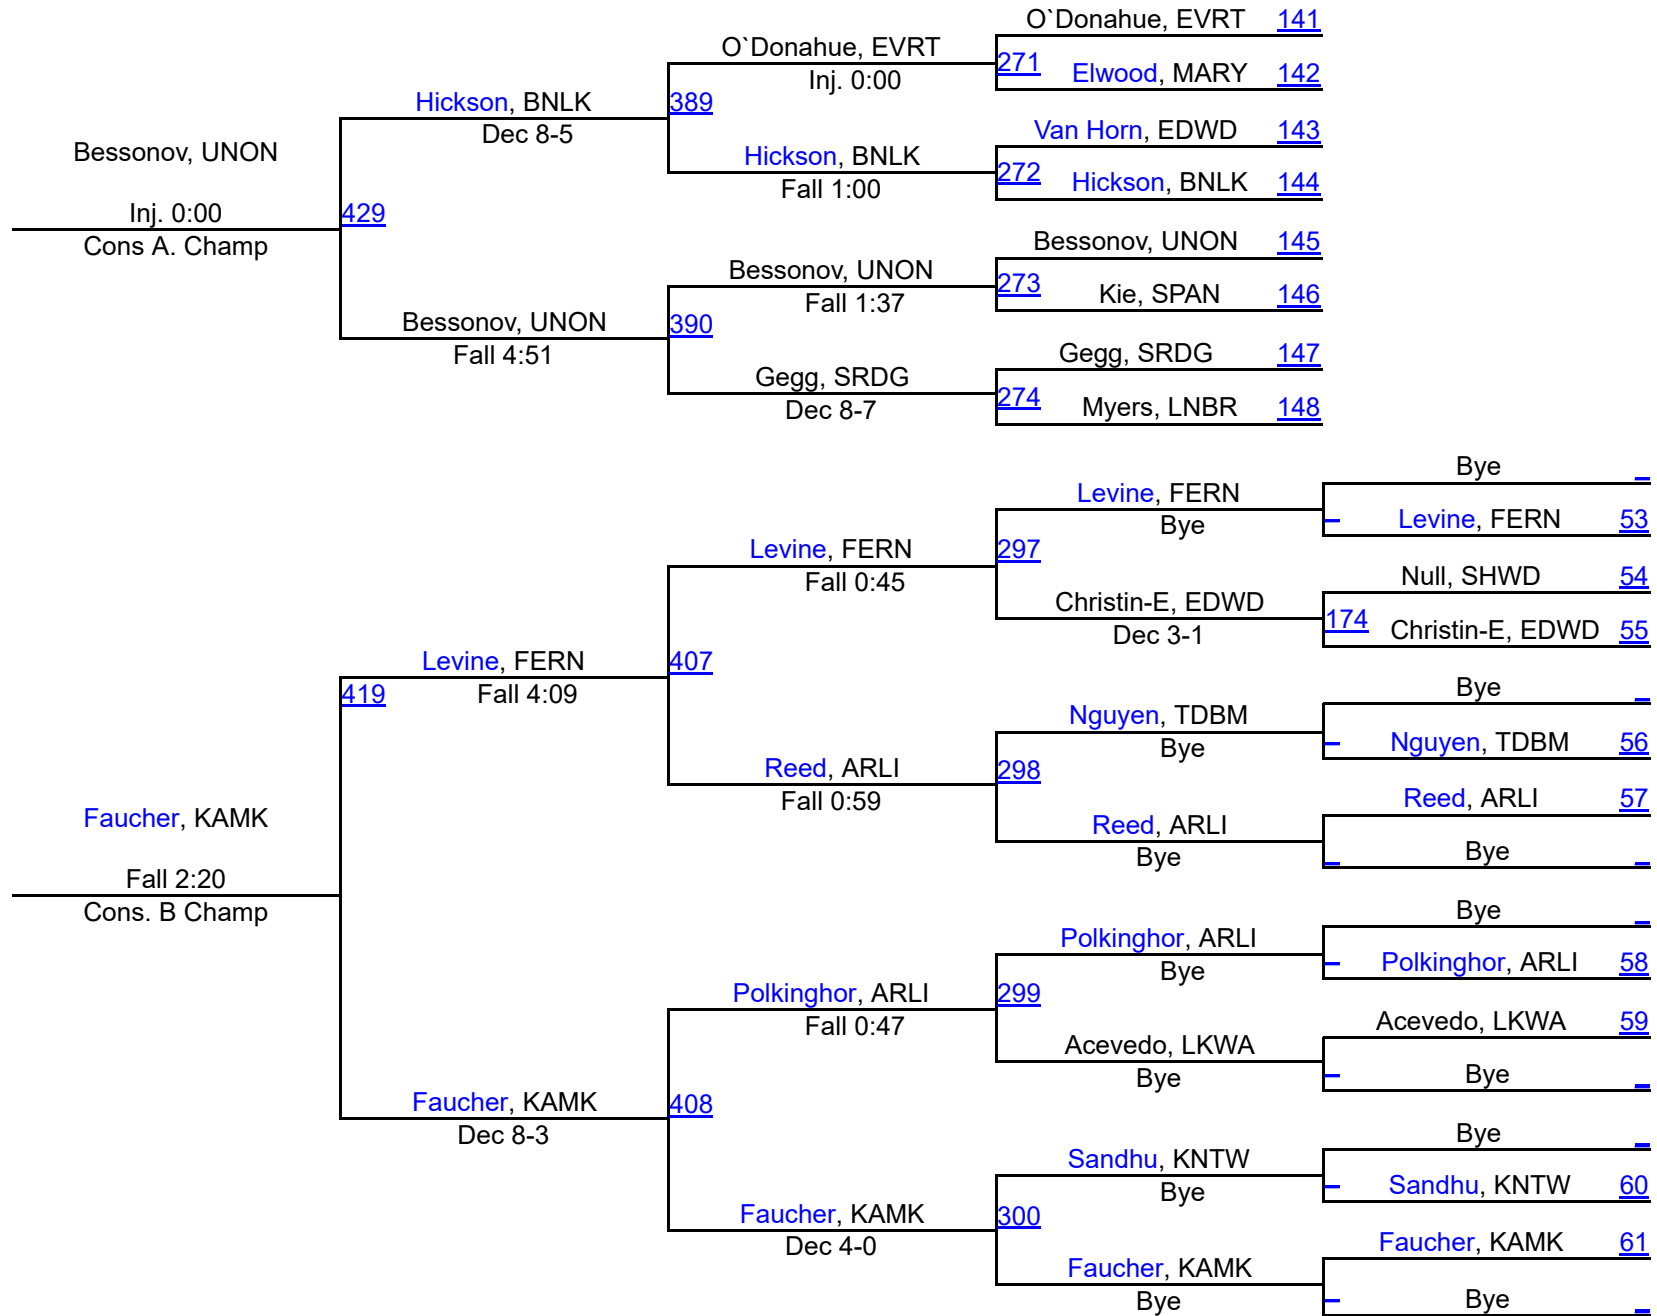 O`Donahue, EVRT 141
O`Donahue, EVRT
271 Elwood, MARY 142
Inj. 0:00
Hickson, BNLK 389
Dec 8-5
Van Horn, EDWD 143
Bessonov, UNON
Hickson, BNLK
272 Hickson, BNLK 144
Fall 1:00
Inj. 0:00 429
Cons A. Champ
Bessonov, UNON 145
Bessonov, UNON
273 Kie, SPAN 146
Fall 1:37
Bessonov, UNON 390
Fall 4:51
Gegg, SRDG 147
Gegg, SRDG
274 Myers, LNBR 148
Dec 8-7
Bye _
Levine, FERN
Bye
_ Levine, FERN 53
Levine, FERN 297
Fall 0:45
Null, SHWD 54
Christin-E, EDWD
174 Christin-E, EDWD 55
Dec 3-1
Levine, FERN 407
419 Fall 4:09
Bye _
Nguyen, TDBM
Bye
_ Nguyen, TDBM 56
Reed, ARLI 298
Fall 0:59
Reed, ARLI 57
Faucher, KAMK
Reed, ARLI
Bye
_ Bye _
Fall 2:20
Cons. B Champ
Bye _
Polkinghor, ARLI
Bye
_ Polkinghor, ARLI 58
Polkinghor, ARLI 299
Fall 0:47
Acevedo, LKWA 59
Acevedo, LKWA
Bye
_ Bye _
Faucher, KAMK 408
Dec 8-3
Bye _
Sandhu, KNTW
Bye
_ Sandhu, KNTW 60
Faucher, KAMK 300
Dec 4-0
Faucher, KAMK 61
Faucher, KAMK
Bye
_ Bye _